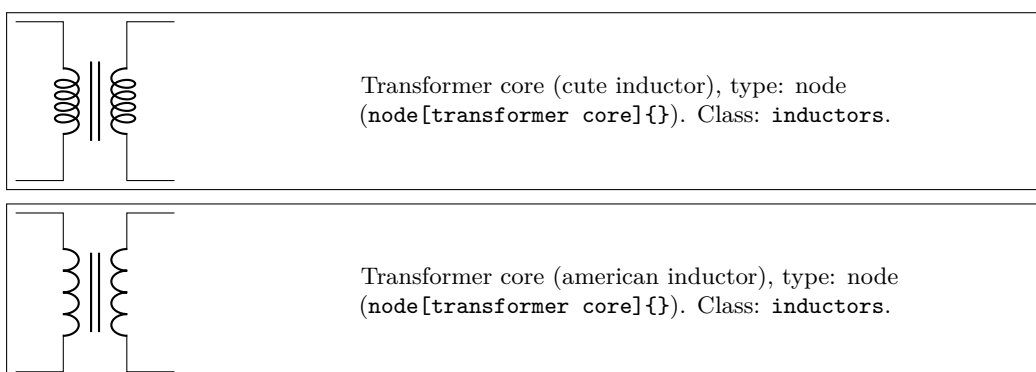 Transformer core (cute inductor), type: node
(node[transformer core]{}). Class: inductors.
Transformer core (american inductor), type: node
(node[transformer core]{}). Class: inductors.